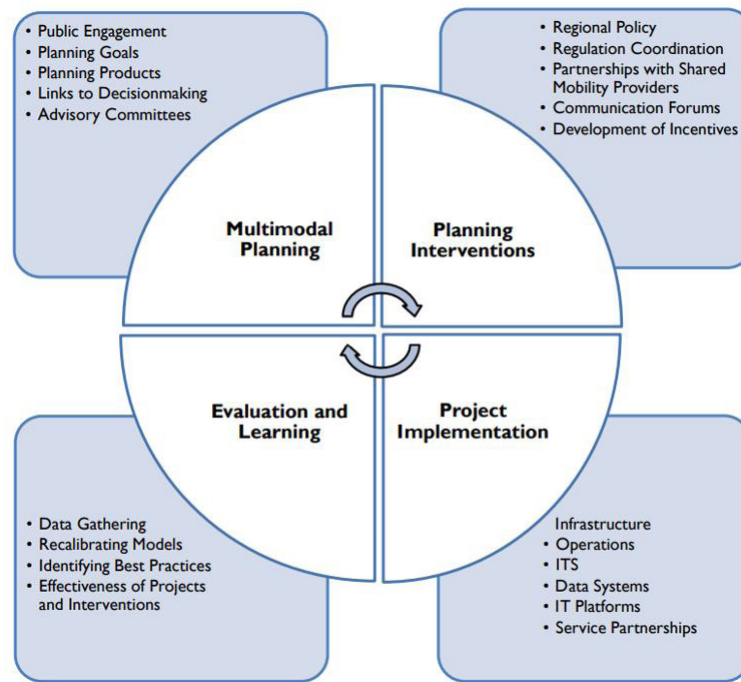 • Public Engagement
• Planning Goals
• Planning Products
• Links to Decisionmaking
• Advisory Committees
• Regional Policy
• Regulation Coordination
• Partnerships with Shared
Mobility Providers
• Communication Forums
• Development of Incentives
Multimodal
Planning
Planning
Interventions
Evaluation and
Learning
Project
Implementation
• Data Gathering
• Recalibrating Models
• Identifying Best Practices
• Effectiveness of Projects
and Interventions
Infrastructure
• Operations
• ITS
• Data Systems
• IT Platforms
• Service Partnerships